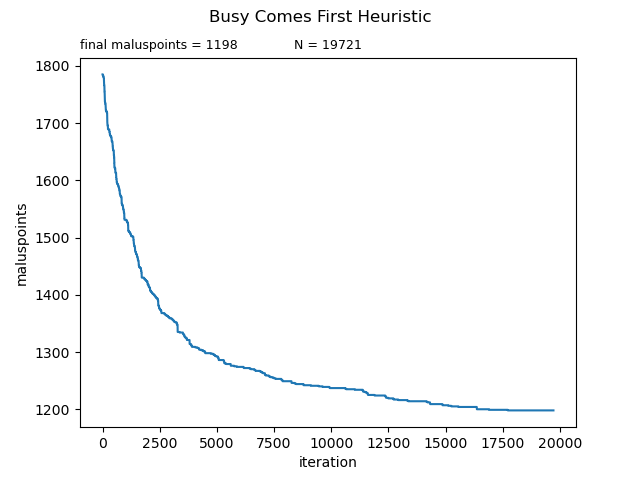 Busy Comes First Heuristic
final maluspoints = 1198 N = 19721
1800
1700
1600
1500
1400
1300
1200
maluspoints
0 2500 5000 7500 10000 12500 15000 17500 20000
iteration